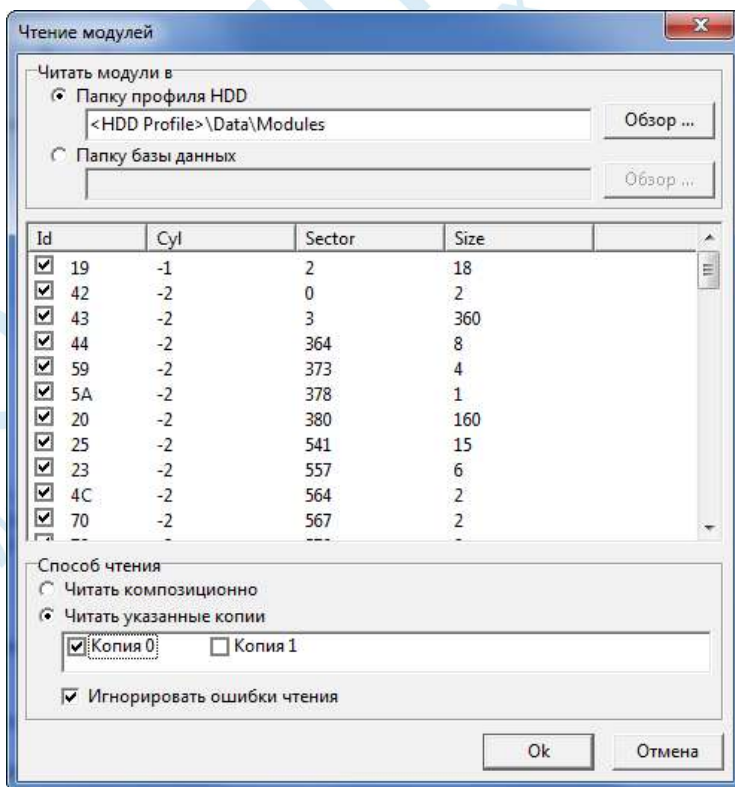 Чтение модулей
Читать модули в
Папку профиля HDD
<HDD Profile>\Data\Modules
Обзор ...
Папку базы данных
Обзор ...
Id Cyl Sector Size
19 -1 2 18
42 -2 0 2
43 -2 3 360
44 -2 364 8
59 -2 373 4
5A -2 378 1
20 -2 380 160
25 -2 541 15
23 -2 557 6
4C -2 564 2
70 -2 567 2
Способ чтения
Читать композиционно
Читать указанные копии
Копия 0 Копия 1
Игнорировать ошибки чтения
Ok Отмена